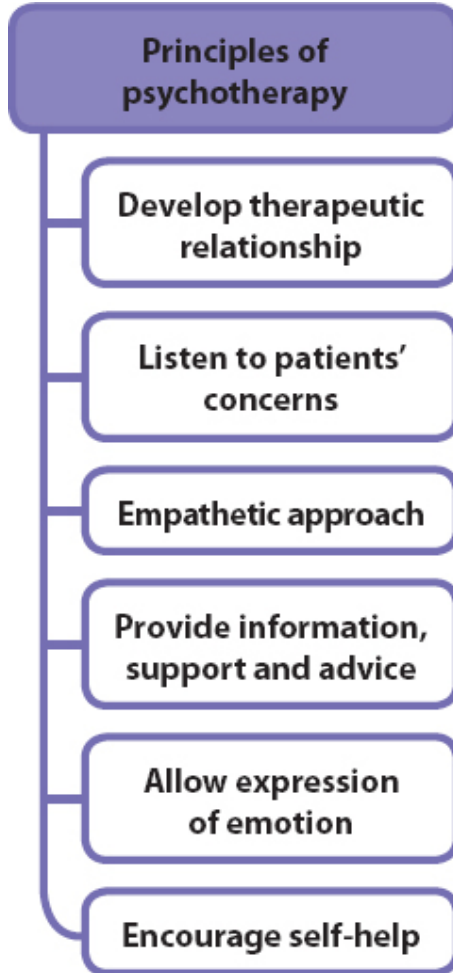 Principles of
psychotherapy
Develop therapeutic
relationship
Listen to patients’
concerns
Empathetic approach
Provide information,
support and advice
Allow expression
of emotion
Encourage self-help